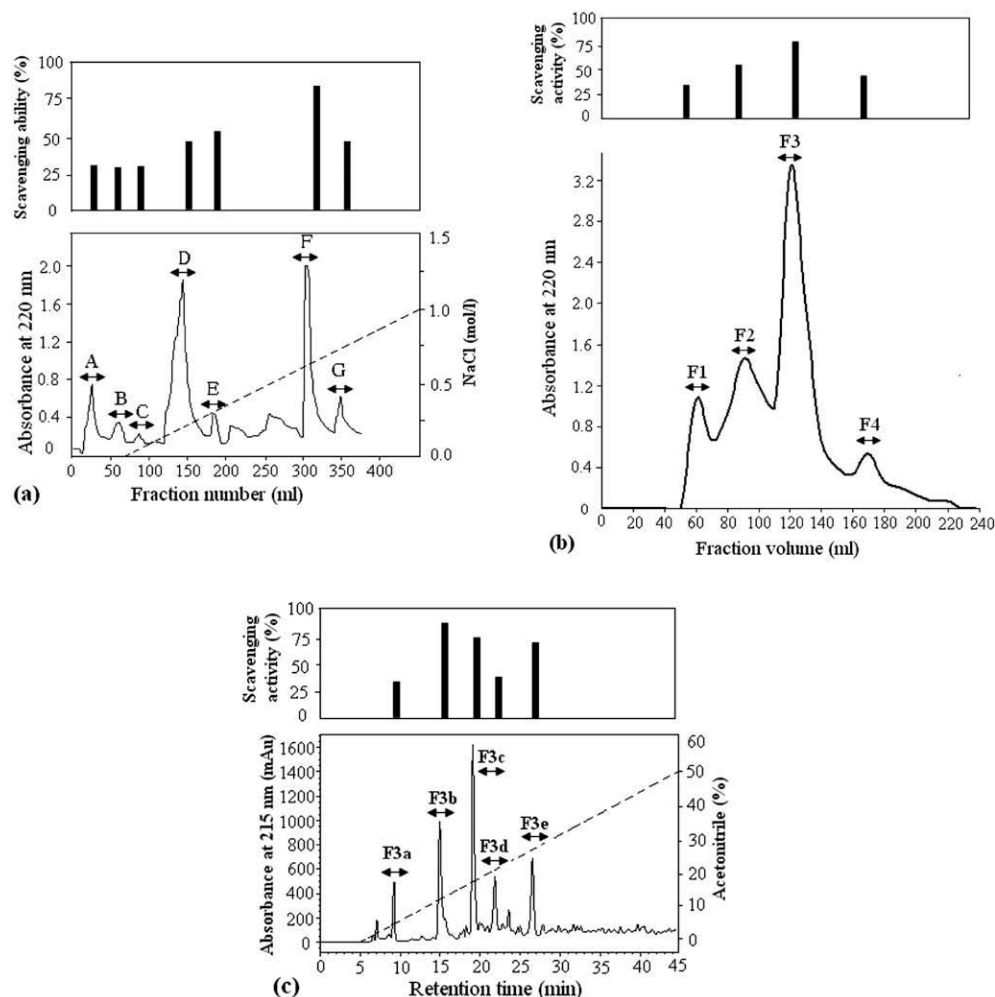 Scavenging ability (%)
100
75
50
25
0
Absorbance at 220 nm
2.0
1.6
1.2
0.8
0.4
0
A
B
C
D
E
F
G
1.5
1.0
0.5
0.0
NaCl (mol/l)
0 50 100 150 200 250 300 350 400
Fraction number (ml)
(a)
Scavenging
activity (%)
100
75
50
25
0
Absorbance at 220 nm
3.2
2.8
2.4
1.6
1.2
0.4
0
F1
F2
F3
F4
0 20 40 60 80 100 120 140 160 180 200 220 240
Fraction volume (ml)
(b)
Scavenging
activity (%)
100
75
50
25
0
Absorbance at 215 nm (mAu)
1600
1400
1200
1000
800
600
400
200
0
F3a
F3b
F3c
F3d
F3e
60
50
40
30
20
10
0
Acetonitrile (%)
0 5 10 15 20 25 30 35 40 45
Retention time (min)
(c)